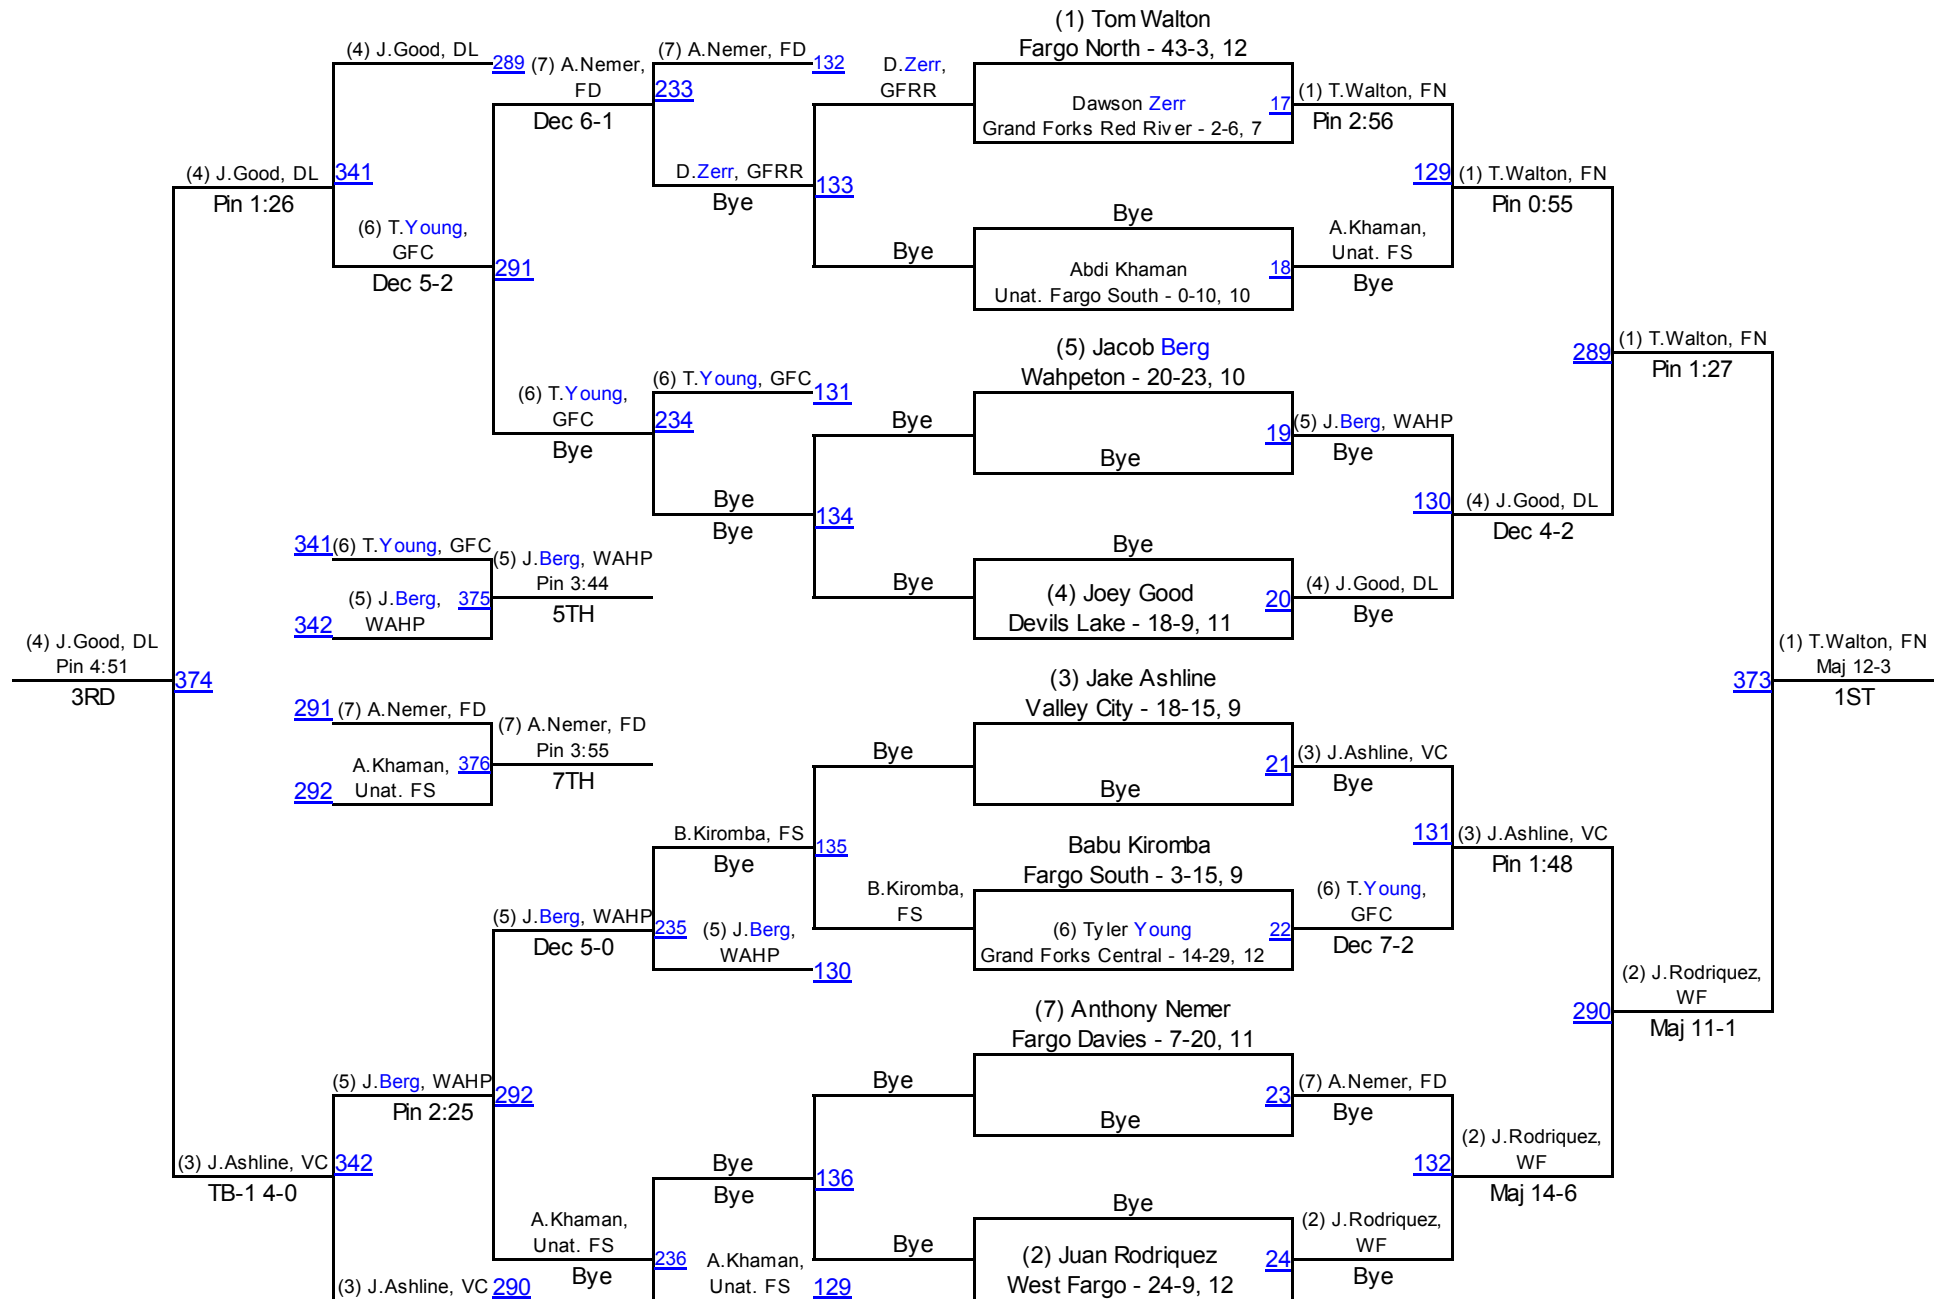 (1) Tom Walton
Fargo North - 43-3, 12
(4) J.Good, DL
289
(7) A.Nemer,
FD
Dec 6-1
(7) A.Nemer, FD
132
233
D.Zerr,
GFRR
Dawson Zerr
Grand Forks Red River - 2-6, 7
17
(1) T.Walton, FN
Pin 2:56
(4) J.Good, DL
Pin 1:26
341
D.Zerr, GFRR
Bye
133
129
(1) T.Walton, FN
Pin 0:55
(6) T.Young,
GFC
Dec 5-2
291
Bye
Bye
Abdi Khaman
Unat. Fargo South - 0-10, 10
18
A.Khaman,
Unat. FS
Bye
(5) Jacob Berg
Wahpeton - 20-23, 10
289
(1) T.Walton, FN
Pin 1:27
(6) T.Young,
GFC
Bye
(6) T.Young, GFC
131
234
Bye
Bye
19
(5) J.Berg, WAHP
Bye
Bye
Bye
134
130
(4) J.Good, DL
Dec 4-2
341
(6) T.Young, GFC
(5) J.Berg, WAHP
Pin 3:44
5TH
(5) J.Berg,
WAHP
375
342
Bye
Bye
(4) Joey Good
Devils Lake - 18-9, 11
20
(4) J.Good, DL
Bye
(4) J.Good, DL
Pin 4:51
3RD
374
(3) Jake Ashline
Valley City - 18-15, 9
373
(1) T.Walton, FN
Maj 12-3
1ST
291
(7) A.Nemer, FD
(7) A.Nemer, FD
Pin 3:55
7TH
A.Khaman,
Unat. FS
376
292
Bye
Bye
21
(3) J.Ashline, VC
Bye
B.Kiromba, FS
Bye
135
Babu Kiromba
Fargo South - 3-15, 9
131
(3) J.Ashline, VC
Pin 1:48
(5) J.Berg, WAHP
Dec 5-0
235
(5) J.Berg,
WAHP
130
B.Kiromba,
FS
(6) Tyler Young
Grand Forks Central - 14-29, 12
22
(6) T.Young,
GFC
Dec 7-2
(7) Anthony Nemer
Fargo Davies - 7-20, 11
290
(2) J.Rodriquez,
WF
Maj 11-1
(5) J.Berg, WAHP
Pin 2:25
292
Bye
Bye
23
(7) A.Nemer, FD
Bye
(3) J.Ashline, VC
TB-1 4-0
342
Bye
Bye
136
132
(2) J.Rodriquez,
WF
Maj 14-6
A.Khaman,
Unat. FS
Bye
236
A.Khaman,
Unat. FS
129
Bye
Bye
(2) Juan Rodriquez
West Fargo - 24-9, 12
24
(2) J.Rodriquez,
WF
Bye
(3) J.Ashline, VC
290